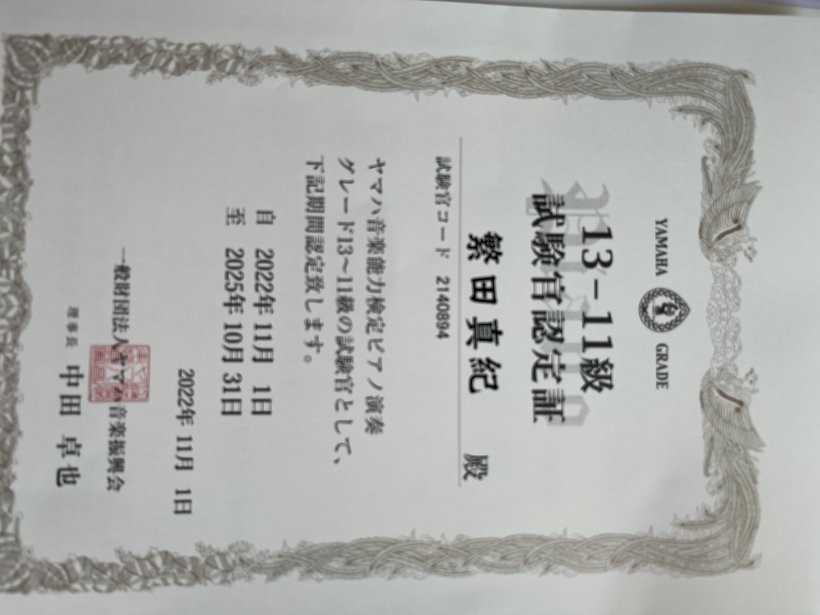 YAMAHA GRADE
13-11級
試験官認定証
繁田真紀 殿
試験官コード 2140894
ヤマハ音楽能力検定ピアノ演奏
グレード13～11級の試験官として、
下記期間認定致します。
自 2022年 11月 1日
至 2025年 10月 31日
2022年 11月 1日
一般財団法人ヤマハ音楽振興会
理事長 中田 卓也